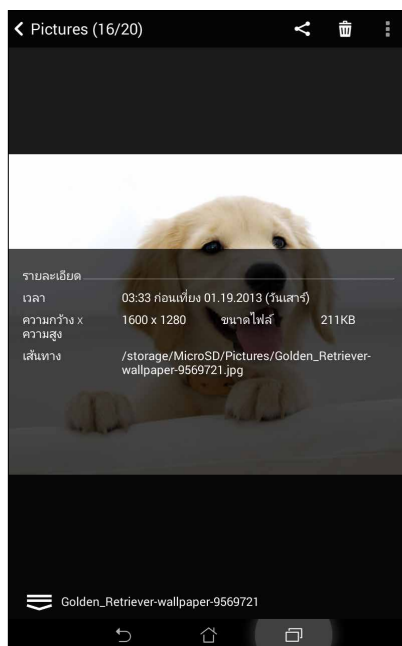 Pictures (16/20)
รายละเอียด
เวลา 03:33 ก่อนเที่ยง 01.19.2013 (วันเสาร์)
ความกว้าง x 1600 x 1280 ขนาดไฟล์ 211KB
ความสูง
เส้นทาง /storage/MicroSD/Pictures/Golden_Retriever-
wallpaper-9569721.jpg
Golden_Retriever-wallpaper-9569721